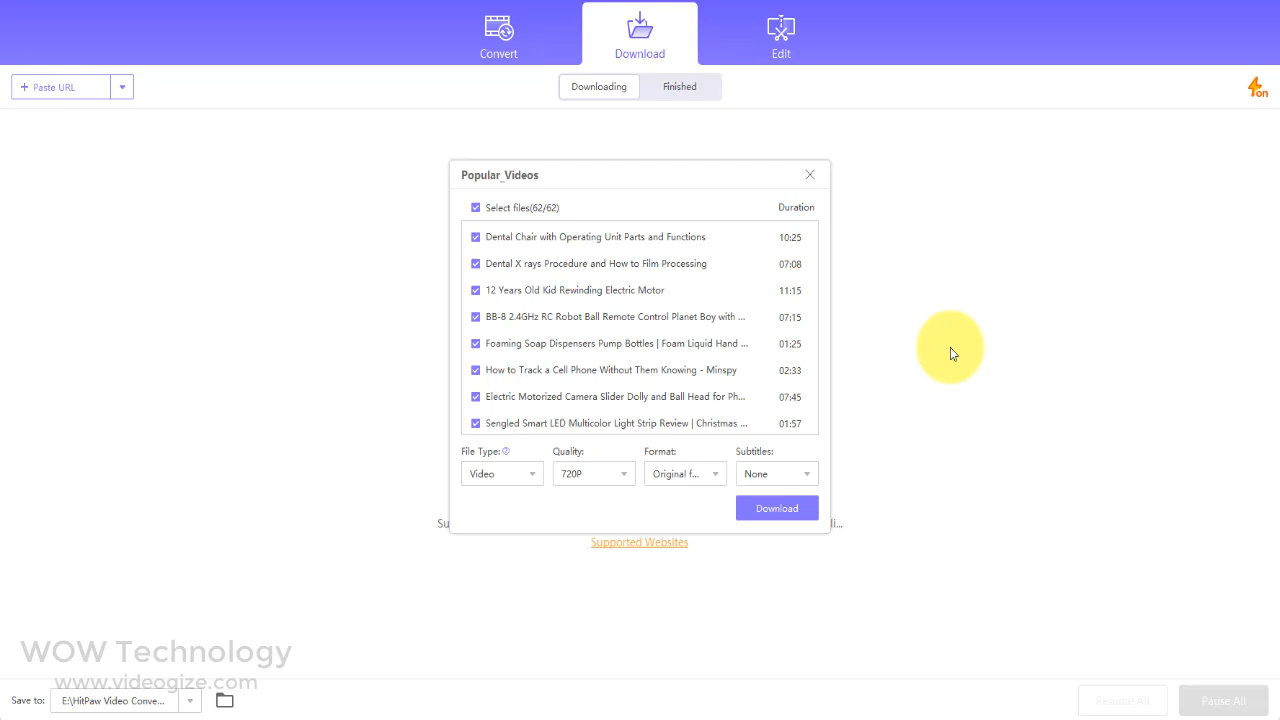 Convert
Download
Edit
+ Paste URL
Downloading
Finished
on
Popular_Videos
Select files(62/62)
Duration
Dental Chair with Operating Unit Parts and Functions 10:25
Dental X rays Procedure and How to Film Processing 07:08
12 Years Old Kid Rewinding Electric Motor 11:15
BB-8 2.4GHz RC Robot Ball Remote Control Planet Boy with ... 07:15
Foaming Soap Dispensers Pump Bottles | Foam Liquid Hand ... 01:25
How to Track a Cell Phone Without Them Knowing - Minspy 02:33
Electric Motorized Camera Slider Dolly and Ball Head for Ph... 07:45
Sengled Smart LED Multicolor Light Strip Review | Christmas ... 01:57
File Type: Quality: Format: Subtitles:
Video 720P Original f... None
Download
Su
li...
Supported Websites
WOW Technology
www.videogize.com
Save to: E:\HitPaw Video Conve...
Resume All
Pause All